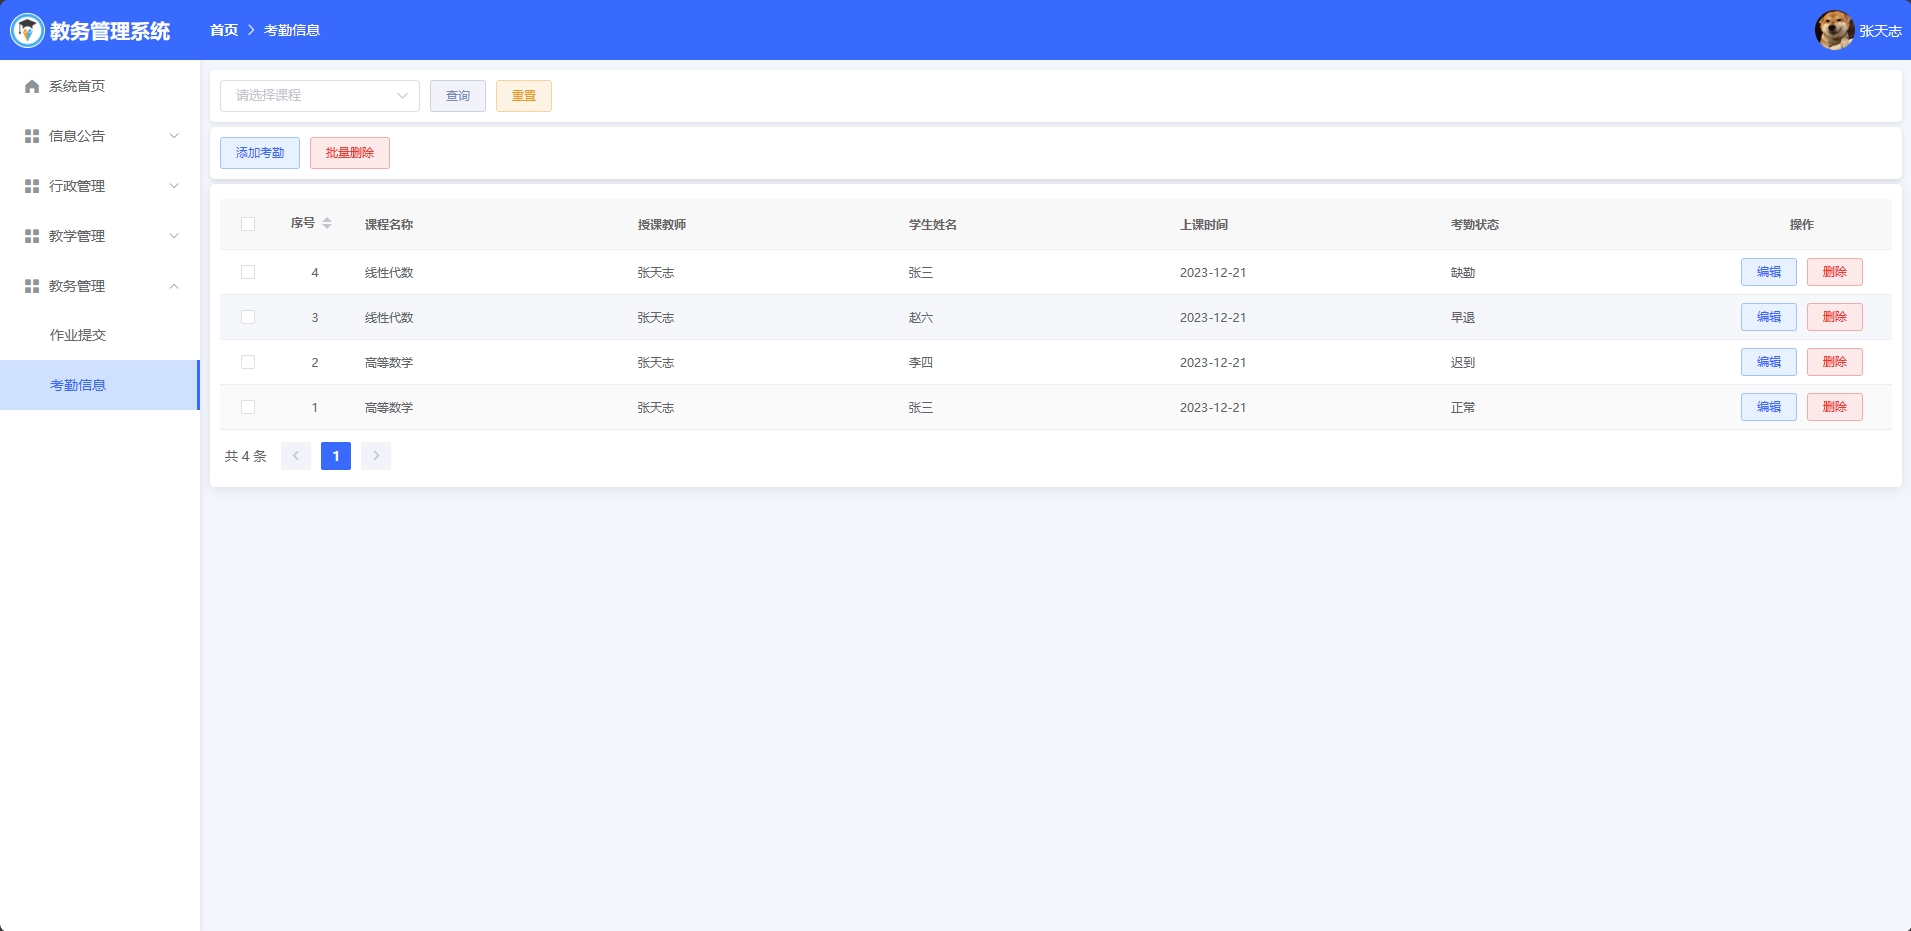 教务管理系统
首页 > 考勤信息
张天志
系统首页
信息公告
行政管理
教学管理
教务管理
作业提交
考勤信息
请选择课程 查询 重置
添加考勤 批量删除
序号 课程名称 授课教师 学生姓名 上课时间 考勤状态 操作
4 线性代数 张天志 张三 2023-12-21 缺勤 编辑 删除
3 线性代数 张天志 赵六 2023-12-21 早退 编辑 删除
2 高等数学 张天志 李四 2023-12-21 迟到 编辑 删除
1 高等数学 张天志 张三 2023-12-21 正常 编辑 删除
共 4 条 < 1 >